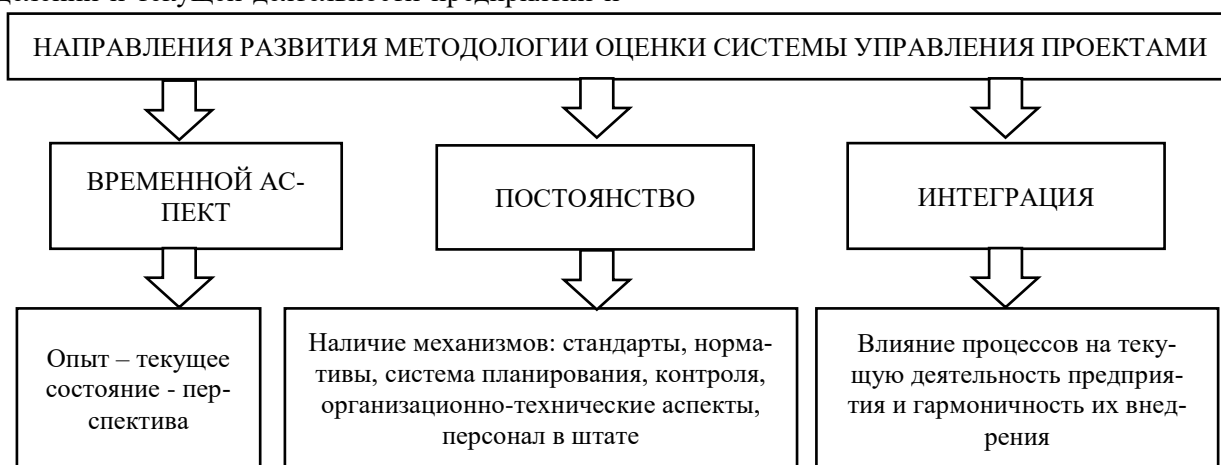 НАПРАВЛЕНИЯ РАЗВИТИЯ МЕТОДОЛОГИИ ОЦЕНКИ СИСТЕМЫ УПРАВЛЕНИЯ ПРОЕКТАМИ
ВРЕМЕННОЙ АС-
ПЕКТ
ПОСТОЯНСТВО
ИНТЕГРАЦИЯ
Опыт – текущее
состояние - пер-
спектива
Наличие механизмов: стандарты, норма-
тивы, система планирования, контроля,
организационно-технические аспекты,
персонал в штате
Влияние процессов на теку-
щую деятельность предприя-
тия и гармоничность их внед-
рения